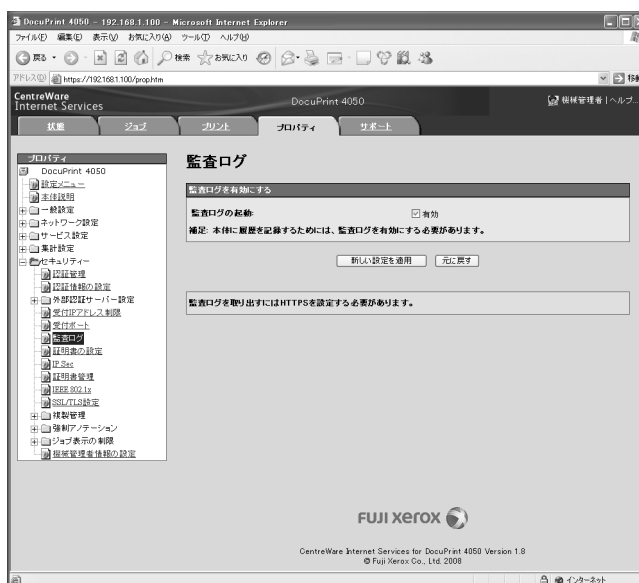 DocuPrint 4050 - 192.168.1.100 - Microsoft Internet Explorer
ファイル(F) 編集(E) 表示(V) お気に入り(A) ツール(T) ヘルプ(H)
戻る 検索 お気に入り
アドレス(D) https://192.168.1.100/prop.htm
CentreWare
Internet Services
DocuPrint 4050
機械管理者 | ヘルプ...
状態 ジョブ プリント プロパティ サポート
プロパティ
DocuPrint 4050
設定メニュー
本体説明
一般設定
ネットワーク設定
サービス設定
集計設定
セキュリティー
認証管理
認証情報の設定
外部認証サーバー設定
受付IPアドレス制限
受付ポート
監査ログ
証明書の設定
IP Sec
証明書管理
IEEE 802.1x
SSL/TLS設定
複製管理
強制アノテーション
ジョブ表示の制限
機械管理者情報の設定
監査ログ
監査ログを有効にする
監査ログの起動: 有効
補足: 本体に履歴を記録するためには、監査ログを有効にする必要があります。
新しい設定を適用 元に戻す
監査ログを取り出すにはHTTPSを設定する必要があります。
FUJI XEROX
CentreWare Internet Services for DocuPrint 4050 Version 1.8
© Fuji Xerox Co., Ltd. 2008
インターネット